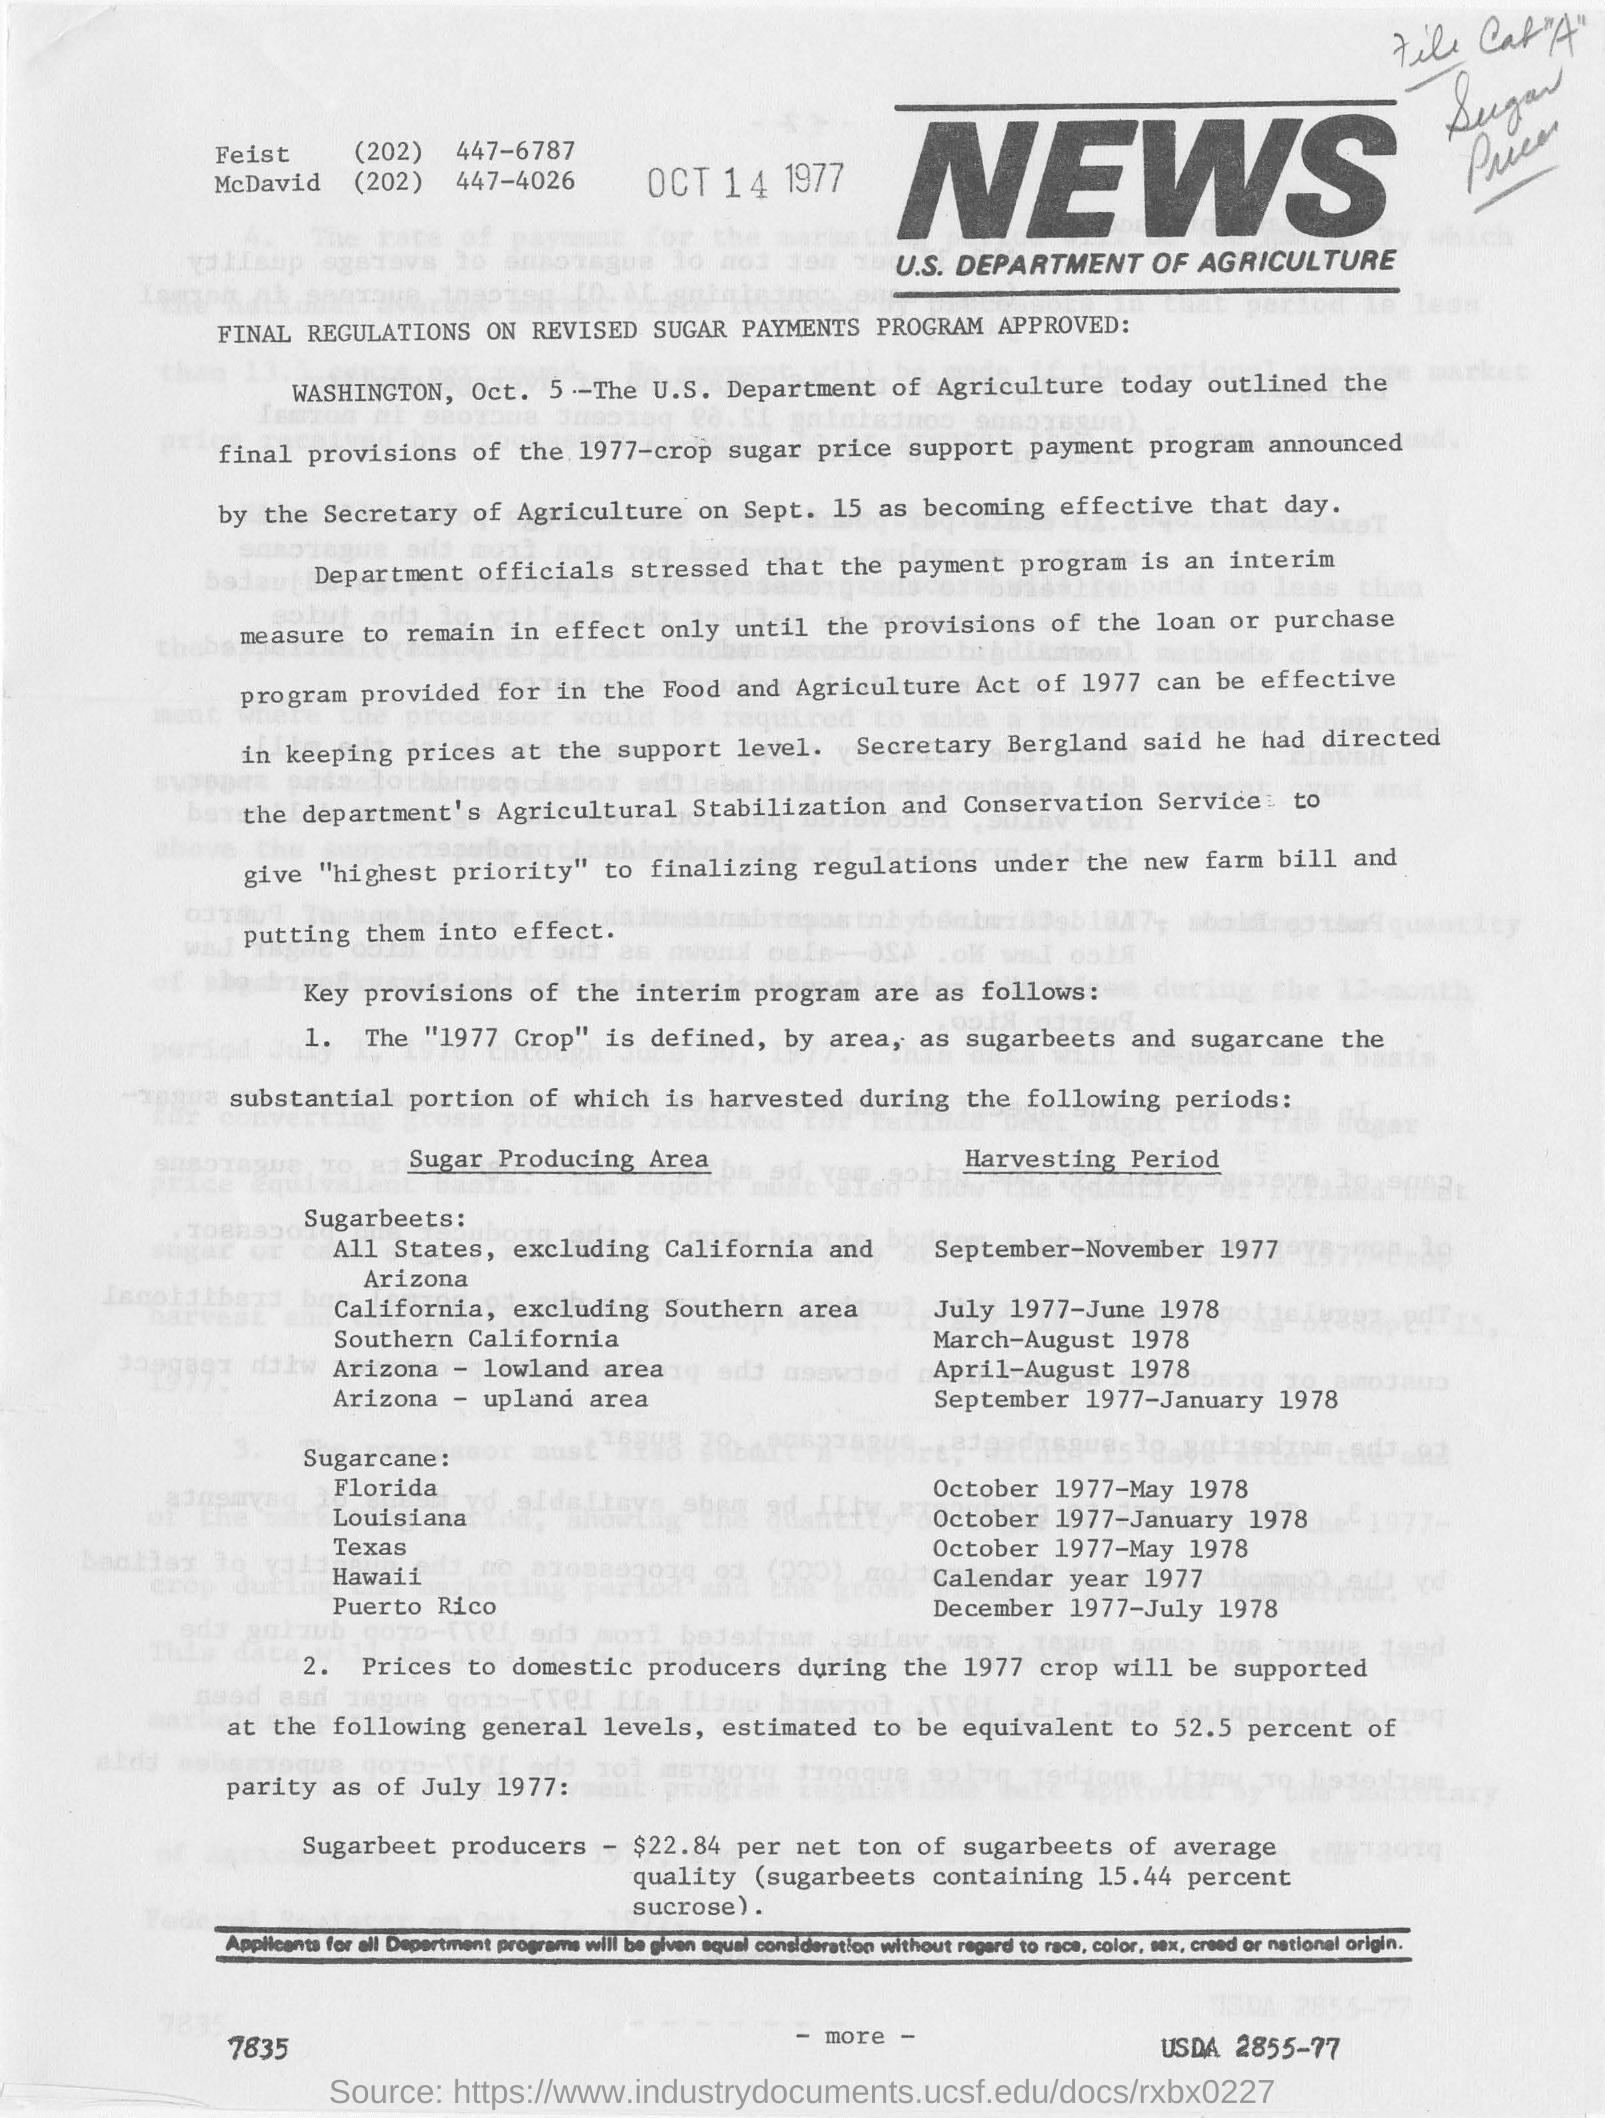 File Cab "A"
Sugar
Prices
Feist (202) 447-6787
McDavid (202) 447-4026
OCT 14 1977
NEWS
U.S. DEPARTMENT OF AGRICULTURE
FINAL REGULATIONS ON REVISED SUGAR PAYMENTS PROGRAM APPROVED:
WASHINGTON, Oct. 5 -The U.S. Department of Agriculture today outlined the
final provisions of the 1977-crop sugar price support payment program announced
by the Secretary of Agriculture on Sept. 15 as becoming effective that day.
Department officials stressed that the payment program is an interim
measure to remain in effect only until the provisions of the loan or purchase
program provided for in the Food and Agriculture Act of 1977 can be effective
in keeping prices at the support level. Secretary Bergland said he had directed
the department's Agricultural Stabilization and Conservation Service to
give "highest priority" to finalizing regulations under the new farm bill and
putting them into effect.
Key provisions of the interim program are as follows:
1. The "1977 Crop" is defined, by area, as sugarbeets and sugarcane the
substantial portion of which is harvested during the following periods:
Sugar Producing Area Harvesting Period
Sugarbeets:
All States, excluding California and September-November 1977
Arizona
California, excluding Southern area July 1977-June 1978
Southern California March-August 1978
Arizona - lowland area April-August 1978
Arizona - upland area September 1977-January 1978
Sugarcane:
Florida October 1977-May 1978
Louisiana October 1977-January 1978
Texas October 1977-May 1978
Hawaii Calendar year 1977
Puerto Rico December 1977-July 1978
2. Prices to domestic producers during the 1977 crop will be supported
at the following general levels, estimated to be equivalent to 52.5 percent of
parity as of July 1977:
Sugarbeet producers - $22.84 per net ton of sugarbeets of average
quality (sugarbeets containing 15.44 percent
sucrose).
Applicants for all Department programs will be given equal consideration without regard to race, color, sex, creed or national origin.
7835 - more - USDA 2855-77
Source: https://www.industrydocuments.ucsf.edu/docs/rxbx0227